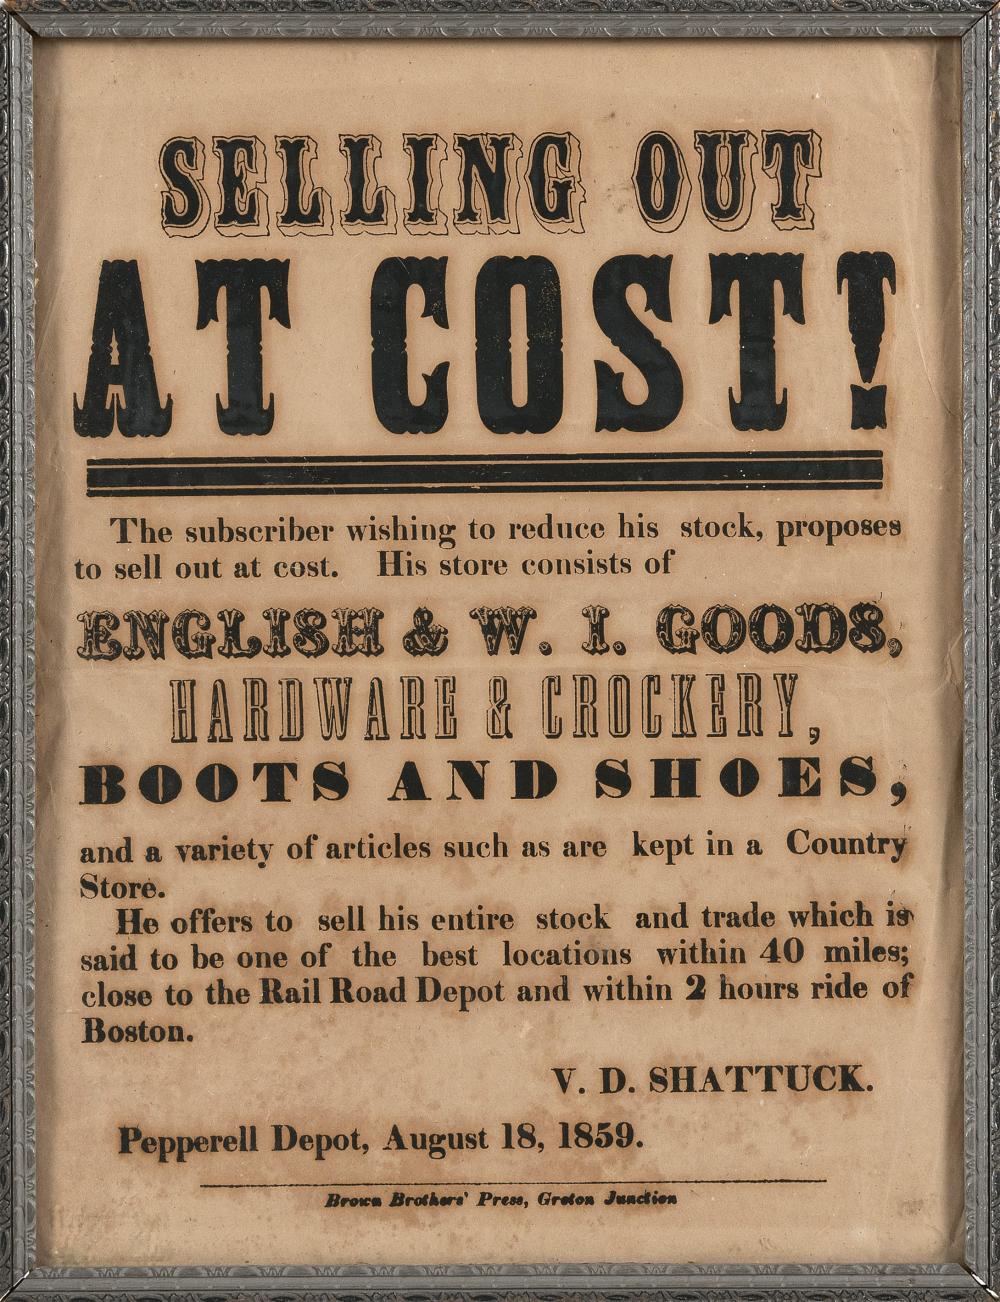 SELLING OUT
AT COST!
The subscriber wishing to reduce his stock, proposes
to sell out at cost. His store consists of
ENGLISH & W. I. GOODS,
HARDWARE & CROCKERY,
BOOTS AND SHOES,
and a variety of articles such as are kept in a Country
Store.
He offers to sell his entire stock and trade which is
said to be one of the best locations within 40 miles;
close to the Rail Road Depot and within 2 hours ride of
Boston.
V. D. SHATTUCK.
Pepperell Depot, August 18, 1859.
Brown Brothers' Press, Groton Junction